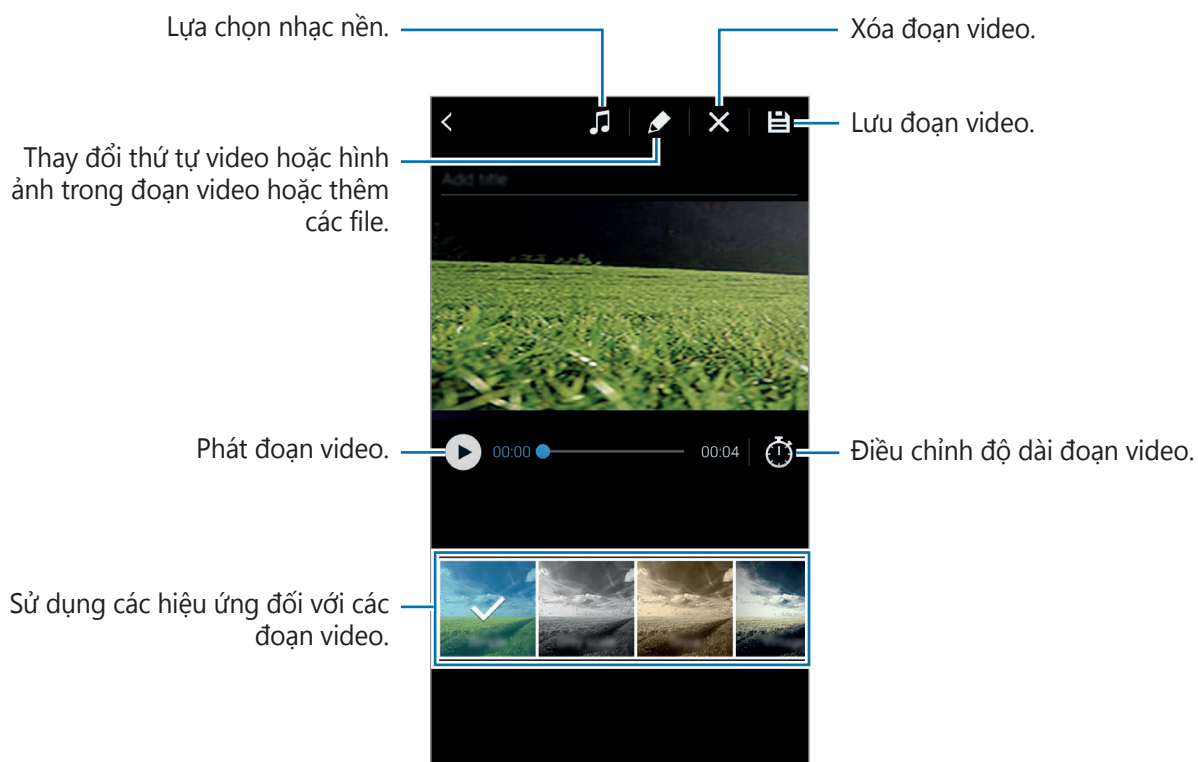 Lựa chọn nhạc nền.
Xóa đoạn video.
Lưu đoạn video.
Thay đổi thứ tự video hoặc hình
ảnh trong đoạn video hoặc thêm
các file.
Add title
Phát đoạn video.
00:00
00:04
Điều chỉnh độ dài đoạn video.
Sử dụng các hiệu ứng đối với các
đoạn video.